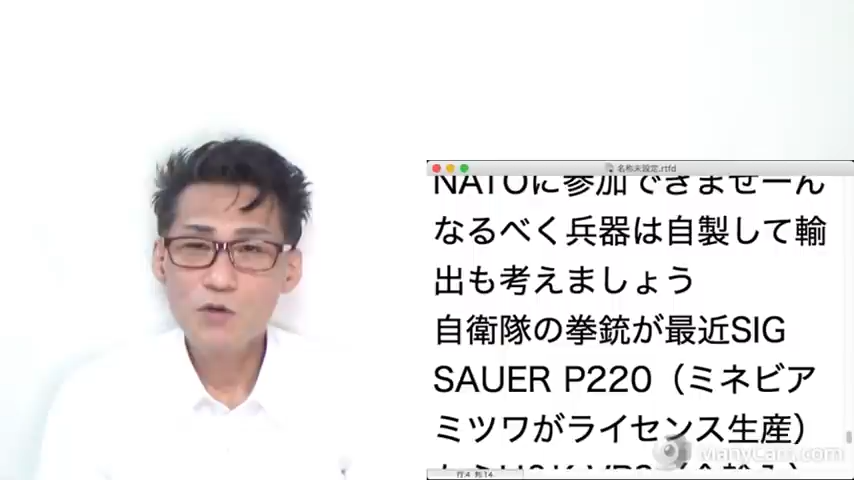 名称未設定.rtfd
NATOに参加できませーん
なるべく兵器は自製して輸
出も考えましょう
自衛隊の拳銃が最近SIG
SAUER P220（ミネビア
ミツワがライセンス生産）
ManyCam.com